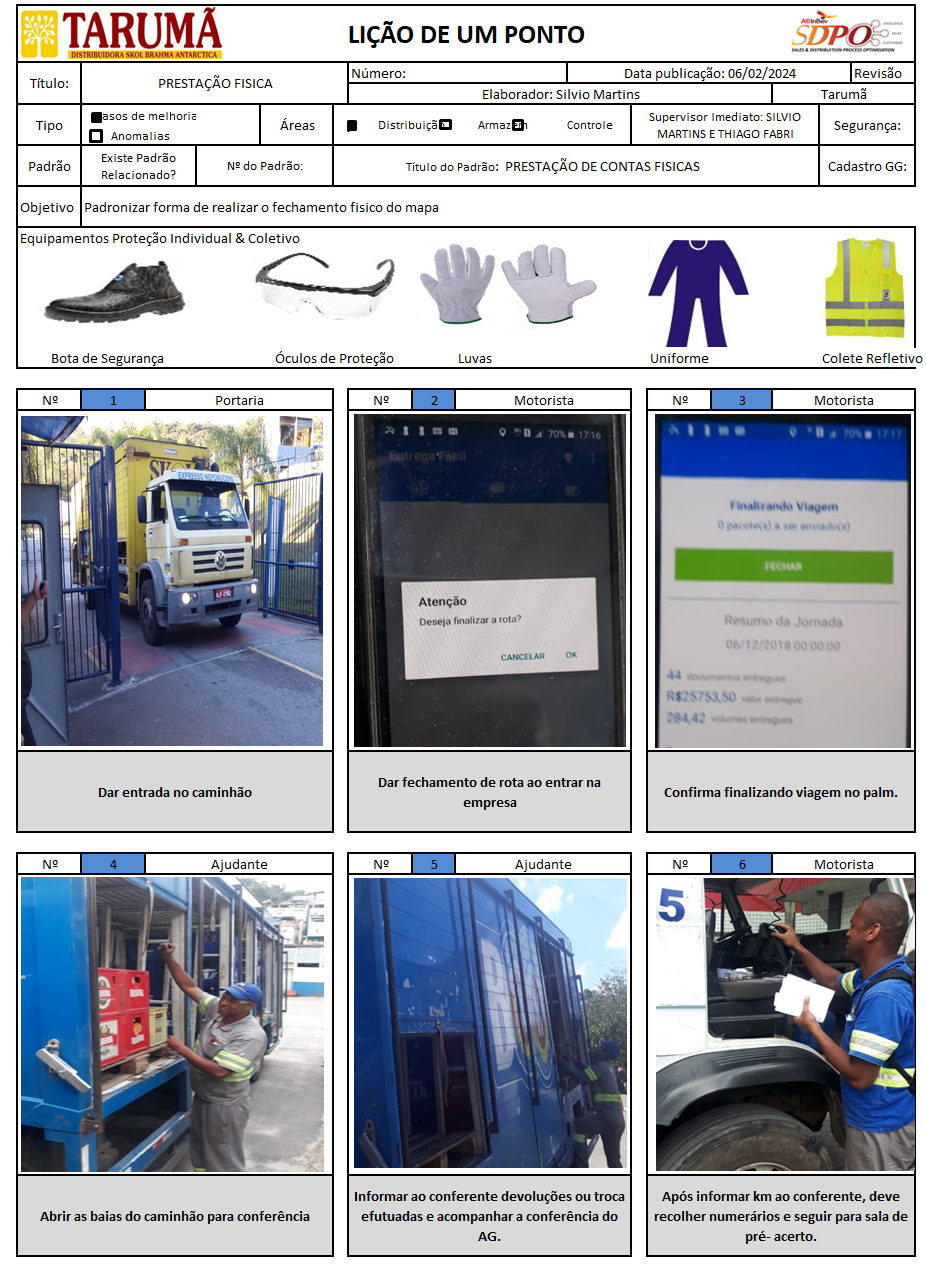 TARUMÃ
DISTRIBUIDORA SKOL BRAHMA ANTARCTICA
LIÇÃO DE UM PONTO
ABInBev
SDPO
EXCELLENCE
SALES
CUSTOMERS
SALES & DISTRIBUTION PROCESS OPTIMISATION
Título:
PRESTAÇÃO FISICA
Número:
Data publicação: 06/02/2024
Revisão
Elaborador: Silvio Martins
Tarumã
Tipo
asos de melhoria
Anomalias
Áreas
Distribuição
Armazem
Controle
Supervisor Imediato: SILVIO
MARTINS E THIAGO FABRI
Segurança:
Padrão
Existe Padrão
Relacionado?
Nº do Padrão:
Título do Padrão: PRESTAÇÃO DE CONTAS FISICAS
Cadastro GG:
Objetivo
Padronizar forma de realizar o fechamento fisico do mapa
Equipamentos Proteção Individual & Coletivo
Bota de Segurança
Óculos de Proteção
Luvas
Uniforme
Colete Refletivo
Nº 1 Portaria
SKOL
EXPRESSO NEPOMUCENO
Dar entrada no caminhão
Nº 2 Motorista
70% 17:16
Entrega Fácil
Atenção
Deseja finalizar a rota?
CANCELAR OK
Dar fechamento de rota ao entrar na
empresa
Nº 3 Motorista
70% 17:17
Finalizando Viagem
0 pacote(s) a ser enviado(s)
FECHAR
Resumo da Jornada
06/12/2018 00:00:00
44 documentos entregues
R$25753,50 valor entregue
284,42 volumes entregues
Confirma finalizando viagem no palm.
Nº 4 Ajudante
Abrir as baias do caminhão para conferência
Nº 5 Ajudante
Informar ao conferente devoluções ou troca
efutuadas e acompanhar a conferência do
AG.
Nº 6 Motorista
5
Após informar km ao conferente, deve
recolher numerários e seguir para sala de
pré- acerto.